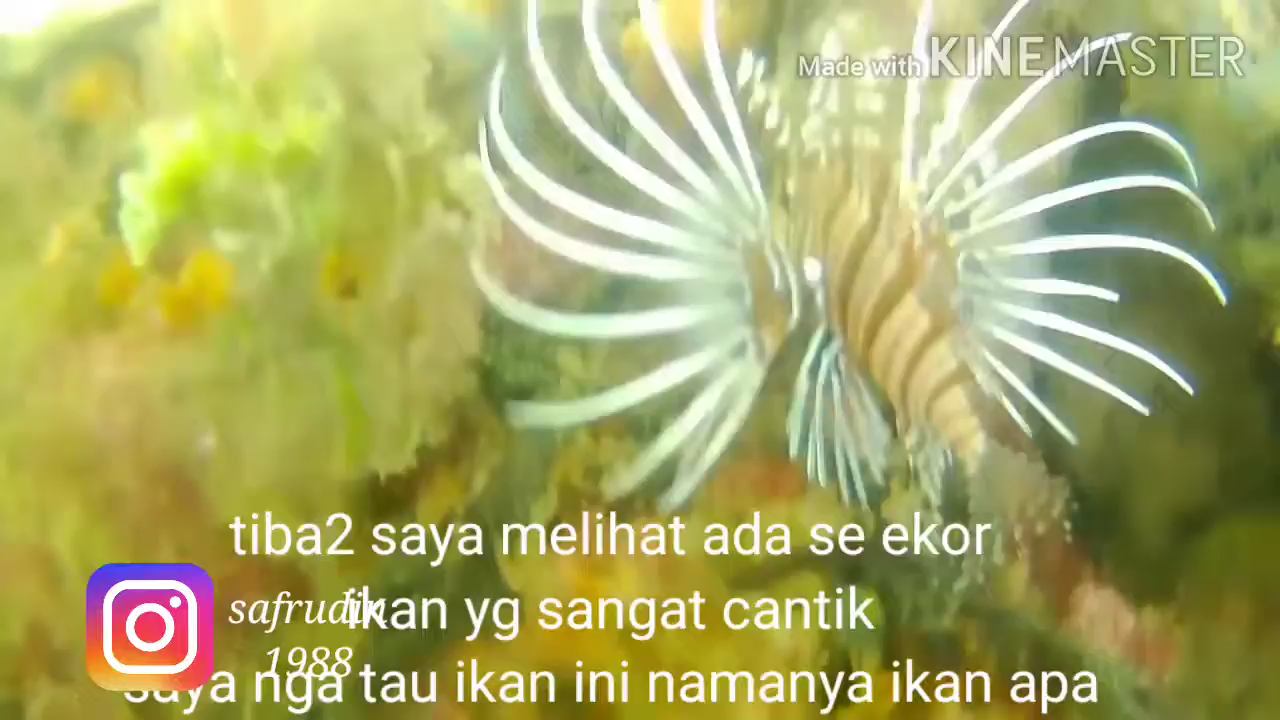 Made with KINEMASTER
tiba2 saya melihat ada se ekor
ikan yg sangat cantik
safrudin
1988
saya nga tau ikan ini namanya ikan apa